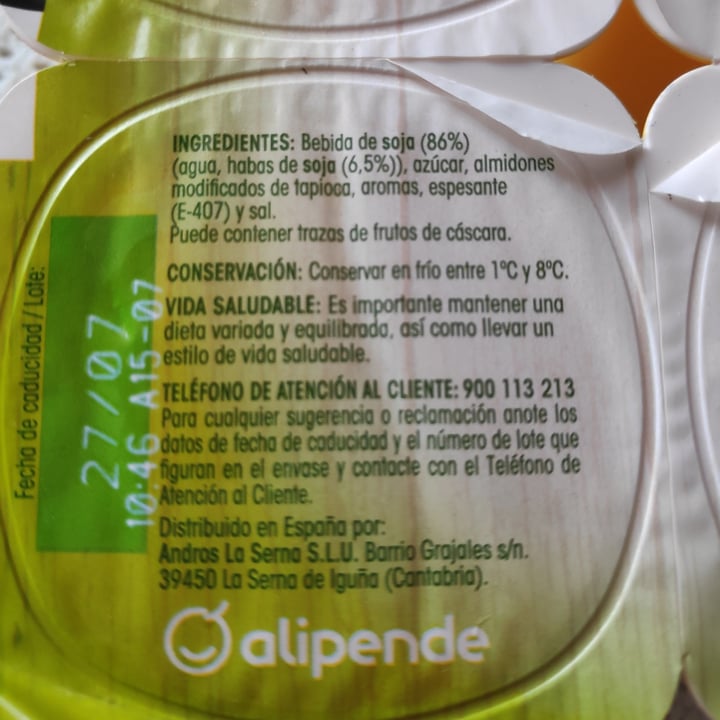 INGREDIENTES: Bebida de soja (86%)
(agua, habas de soja (6,5%)), azúcar, almidones
modificados de tapioca, aromas, espesante
(E-407) y sal.
Puede contener trazas de frutos de cáscara.
CONSERVACIÓN: Conservar en frío entre 1ºC y 8ºC.
VIDA SALUDABLE: Es importante mantener una
dieta variada y equilibrada, así como llevar un
estilo de vida saludable.
TELÉFONO DE ATENCIÓN AL CLIENTE: 900 113 213
Para cualquier sugerencia o reclamación anote los
datos de fecha de caducidad y el número de lote que
figuran en el envase y contacte con el Teléfono de
Atención al Cliente.
Distribuido en España por:
Andros La Serna S.L.U. Barrio Grajales s/n.
39450 La Serna de Iguña (Cantabria).
alipende
Fecha de caducidad / Lote:
27/07
10:46 A15-07